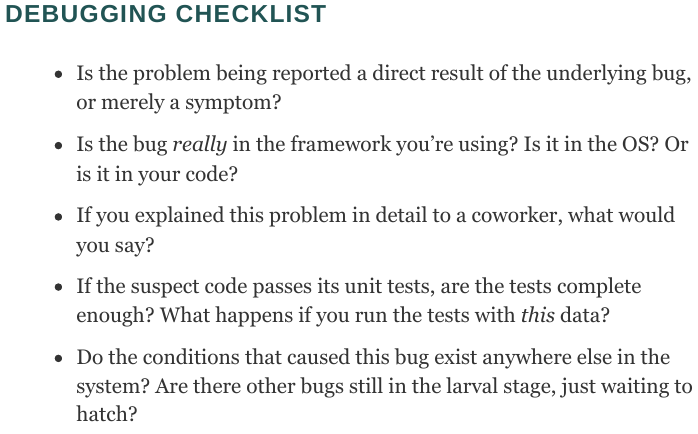 DEBUGGING CHECKLIST
• Is the problem being reported a direct result of the underlying bug,
or merely a symptom?
• Is the bug really in the framework you’re using? Is it in the OS? Or
is it in your code?
• If you explained this problem in detail to a coworker, what would
you say?
• If the suspect code passes its unit tests, are the tests complete
enough? What happens if you run the tests with this data?
• Do the conditions that caused this bug exist anywhere else in the
system? Are there other bugs still in the larval stage, just waiting to
hatch?